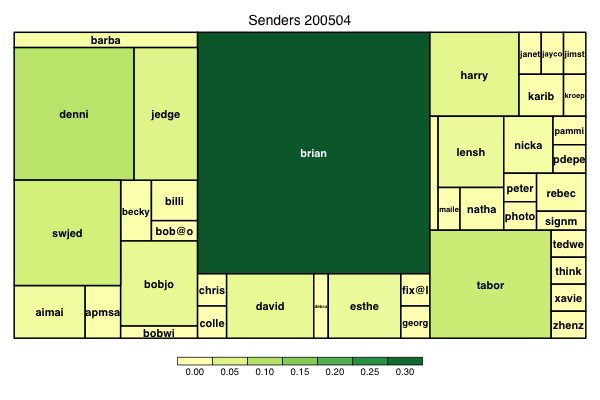 Senders 200504
barba
denni
jedge
swjed
becky
billi
bob@o
bobjo
aimai
apmsa
bobwi
brian
chris
colle
david
debra
esthe
fix@l
georg
harry
janet
jayco
jimst
karib
kroep
lensh
nicka
pammi
pdepe
maile
natha
peter
photo
rebec
signm
tabor
tedwe
think
xavie
zhenz
0.00 0.05 0.10 0.15 0.20 0.25 0.30